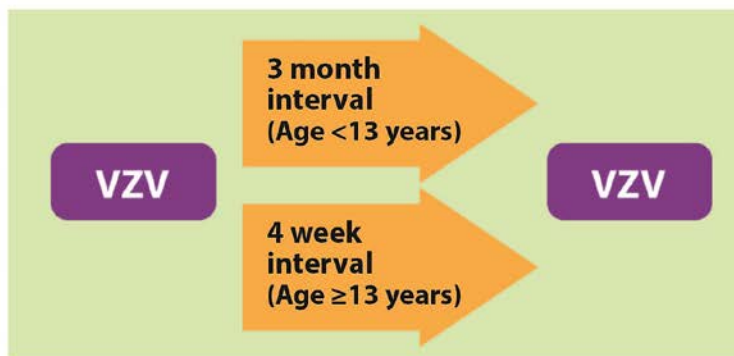 VZV
3 month
interval
(Age <13 years)
4 week
interval
(Age ≥13 years)
VZV